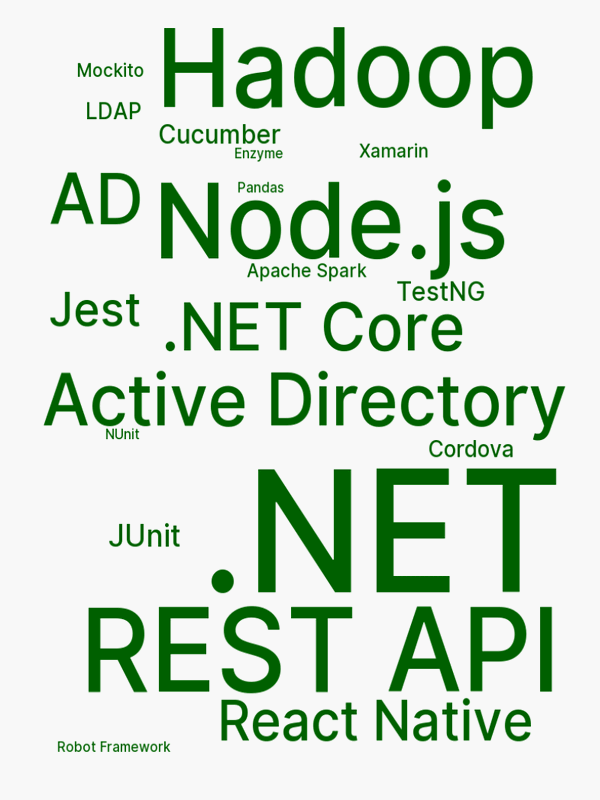 Hadoop
Mockito
LDAP
Cucumber
Enzyme
Xamarin
AD
Pandas
Node.js
Apache Spark
TestNG
Jest
.NET Core
Active Directory
NUnit
Cordova
.NET
JUnit
REST API
React Native
Robot Framework